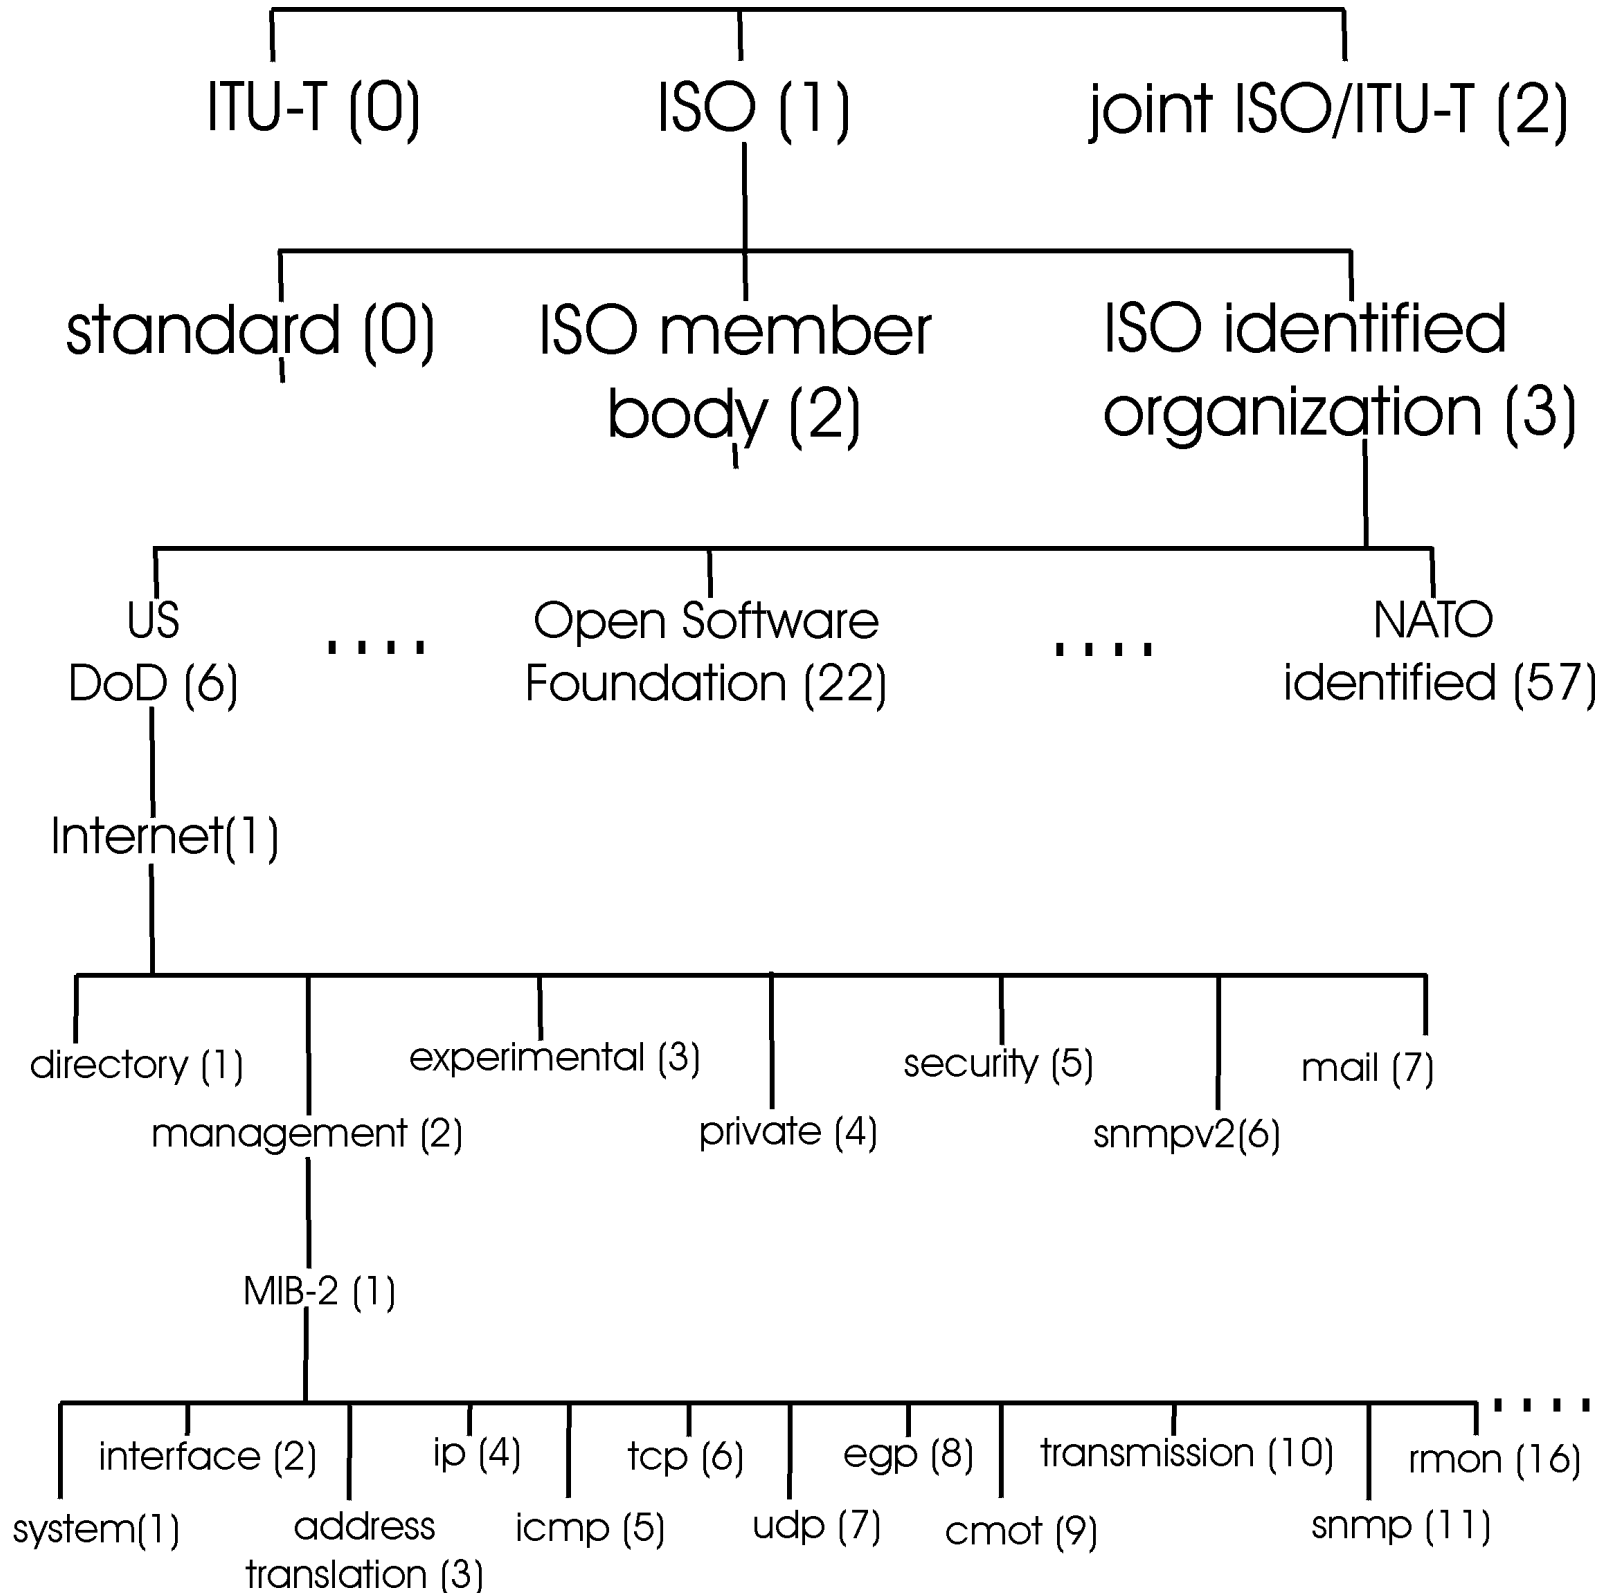 ITU-T (0)
ISO (1)
joint ISO/ITU-T (2)
standard (0)
ISO member
body (2)
ISO identified
organization (3)
US
DoD (6)
....
Open Software
Foundation (22)
....
NATO
identified (57)
Internet(1)
directory (1)
management (2)
experimental (3)
private (4)
security (5)
snmpv2(6)
mail (7)
MIB-2 (1)
system(1)
interface (2)
address
translation (3)
ip (4)
icmp (5)
tcp (6)
udp (7)
egp (8)
cmot (9)
transmission (10)
snmp (11)
rmon (16)
....